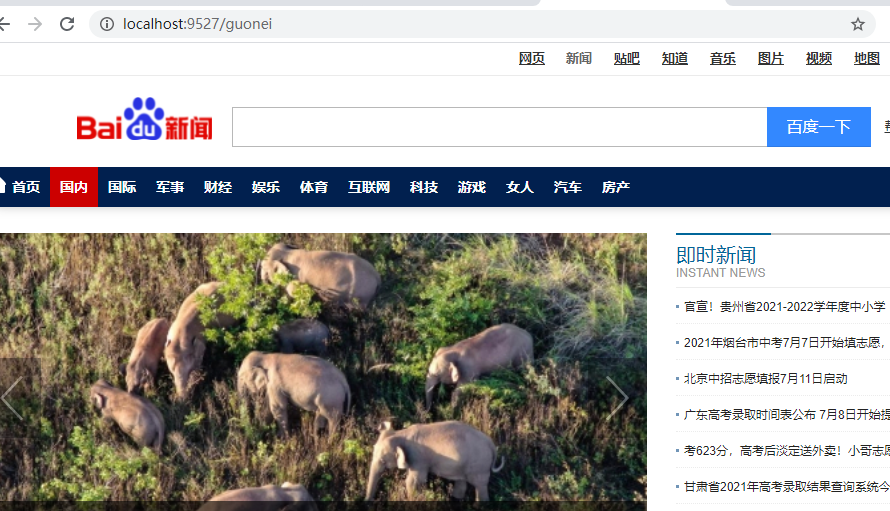 localhost:9527/guonei
网页 新闻 贴吧 知道 音乐 图片 视频 地图
Bai du 新闻
百度一下
首页 国内 国际 军事 财经 娱乐 体育 互联网 科技 游戏 女人 汽车 房产
即时新闻
INSTANT NEWS
官宣！贵州省2021-2022学年度中小学
2021年烟台市中考7月7日开始填志愿，
北京中招志愿填报7月11日启动
广东高考录取时间表公布 7月8日开始提
考623分，高考后淡定送外卖！小哥志愿
甘肃省2021年高考录取结果查询系统今